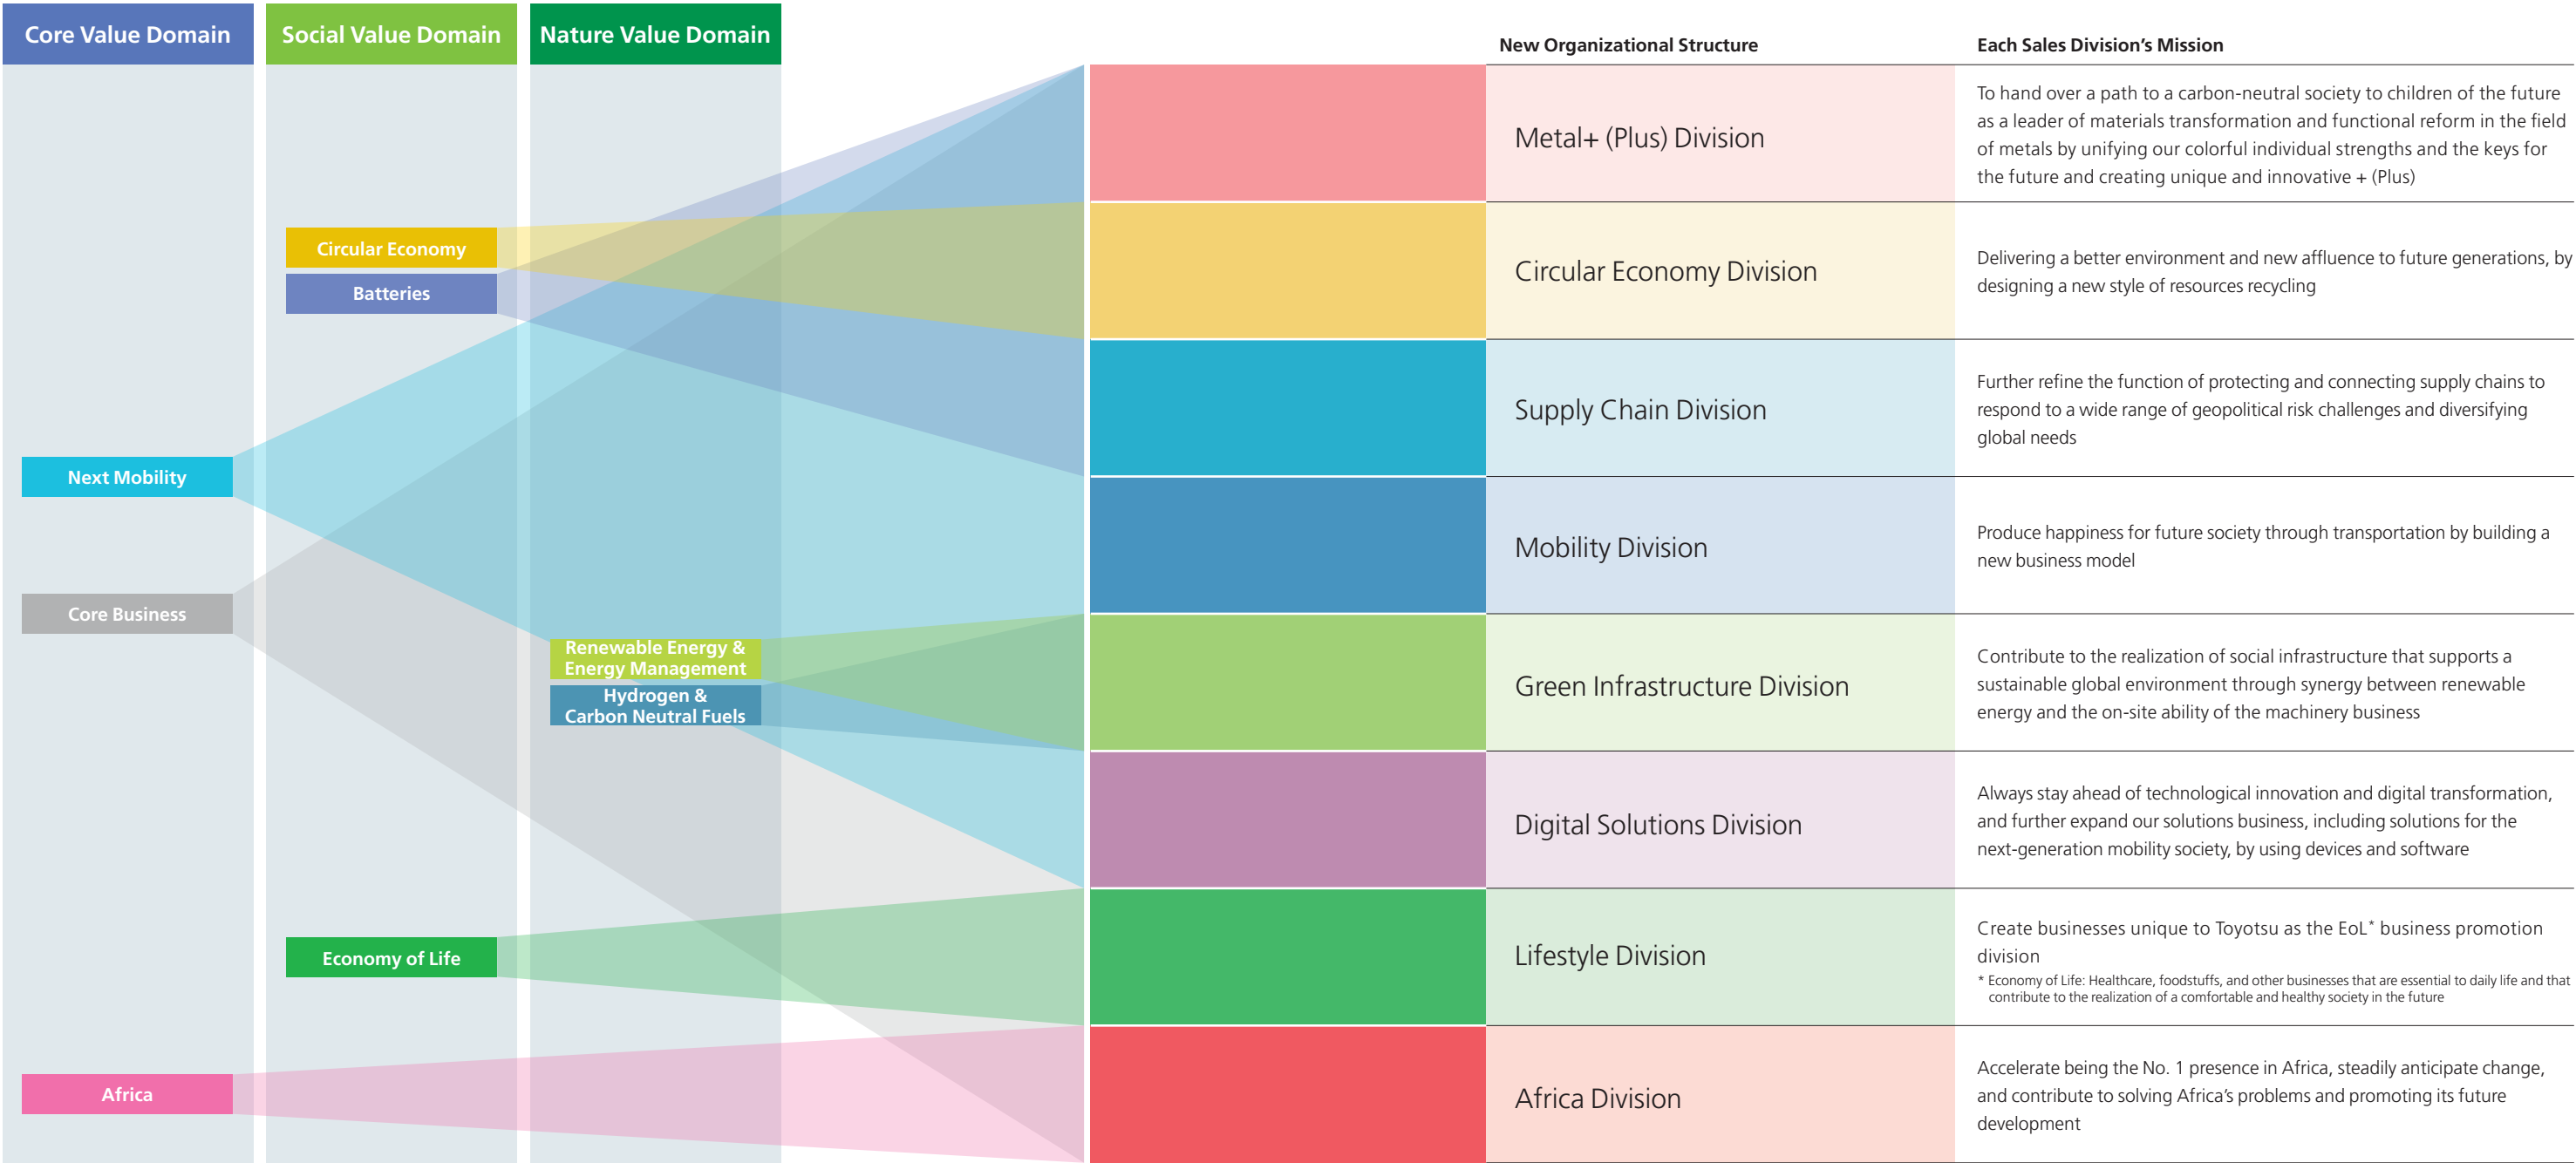 Core Value Domain
Social Value Domain
Nature Value Domain
New Organizational Structure
Each Sales Division’s Mission
Circular Economy
Batteries
Next Mobility
Core Business
Renewable Energy &
Energy Management
Hydrogen &
Carbon Neutral Fuels
Economy of Life
Africa
Metal+ (Plus) Division
To hand over a path to a carbon-neutral society to children of the future
as a leader of materials transformation and functional reform in the field
of metals by unifying our colorful individual strengths and the keys for
the future and creating unique and innovative + (Plus)
Circular Economy Division
Delivering a better environment and new affluence to future generations, by
designing a new style of resources recycling
Supply Chain Division
Further refine the function of protecting and connecting supply chains to
respond to a wide range of geopolitical risk challenges and diversifying
global needs
Mobility Division
Produce happiness for future society through transportation by building a
new business model
Green Infrastructure Division
Contribute to the realization of social infrastructure that supports a
sustainable global environment through synergy between renewable
energy and the on-site ability of the machinery business
Digital Solutions Division
Always stay ahead of technological innovation and digital transformation,
and further expand our solutions business, including solutions for the
next-generation mobility society, by using devices and software
Lifestyle Division
Create businesses unique to Toyotsu as the EoL* business promotion
division
* Economy of Life: Healthcare, foodstuffs, and other businesses that are essential to daily life and that
contribute to the realization of a comfortable and healthy society in the future
Africa Division
Accelerate being the No. 1 presence in Africa, steadily anticipate change,
and contribute to solving Africa’s problems and promoting its future
development